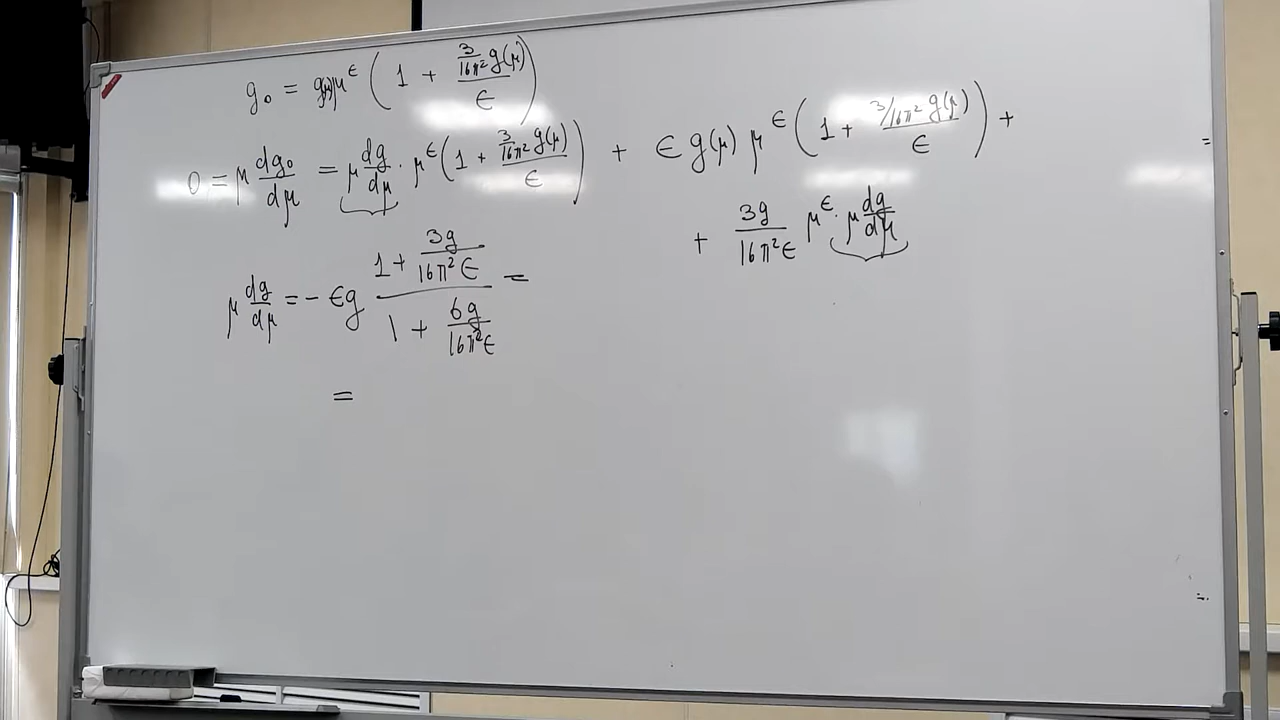 g₀ = g(μ)μ^ϵ ( 1 + (3/16π² g(μ))/ϵ )
0 = μ dg₀/dμ = μ dg/dμ · μ^ϵ ( 1 + (3/16π² g(μ))/ϵ ) + ϵ g(μ) μ^ϵ ( 1 + (3/16π² g(μ))/ϵ ) + =
+ 3g/(16π²ϵ) μ^ϵ · μ dg/dμ
μ dg/dμ = − ϵg (1 + 3g/(16π²ϵ))/(1 + 6g/(16π²ϵ)) =
=